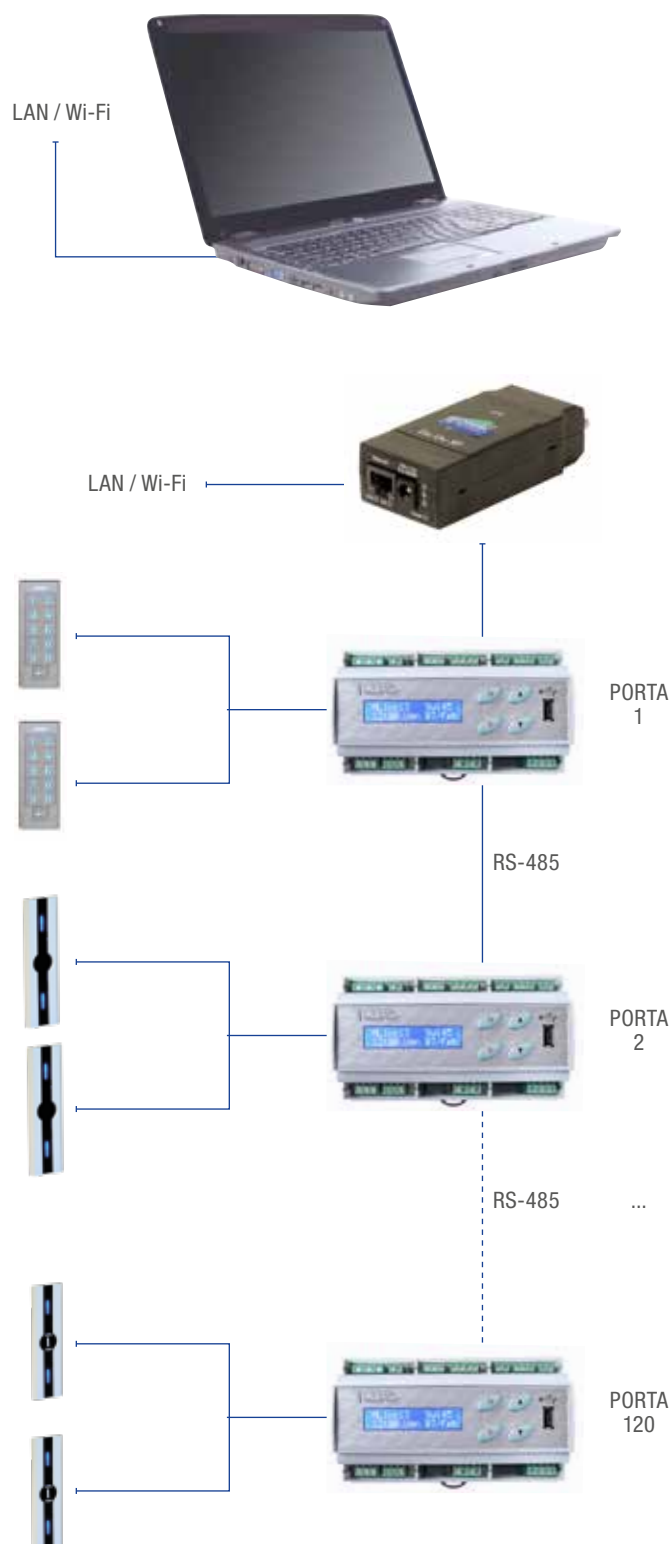 LAN / Wi-Fi
LAN / Wi-Fi
PORTA
1
RS-485
PORTA
2
RS-485
...
PORTA
120